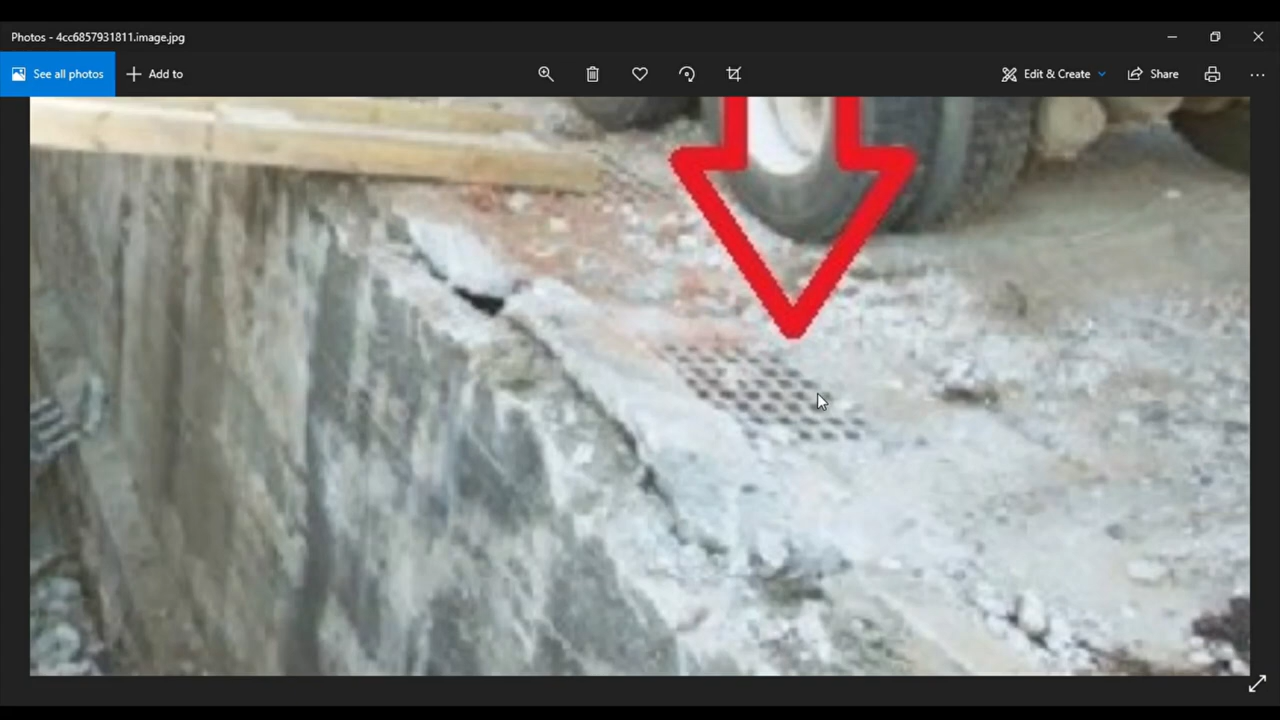 Photos - 4cc6857931811.image.jpg
See all photos
Add to
Edit & Create
Share